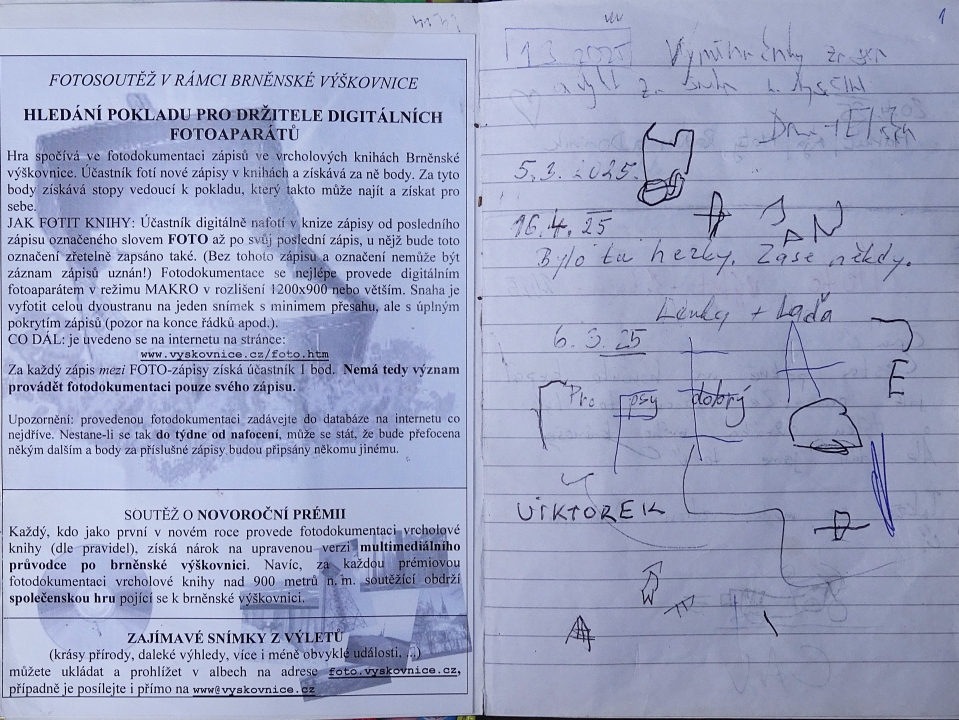 FOTOSOUTĚŽ V RÁMCI BRNĚNSKÉ VÝŠKOVNICE
HLEDÁNÍ POKLADU PRO DRŽITELE DIGITÁLNÍCH
FOTOAPARÁTŮ
Hra spočívá ve fotodokumentaci zápisů ve vrcholových knihách Brněnské
výškovnice. Účastník fotí nové zápisy v knihách a získává za ně body. Za tyto
body získává stopy vedoucí k pokladu, který takto může najít a získat pro
sebe.
JAK FOTIT KNIHY: Účastník digitálně nafotí v knize zápisy od posledního
zápisu označeného slovem FOTO až po svůj poslední zápis, u nějž bude toto
označení zřetelně zapsáno také. (Bez tohoto zápisu a označení nemůže být
záznam zápisů uznán!) Fotodokumentace se nejlépe provede digitálním
fotoaparátem v režimu MAKRO v rozlišení 1200x900 nebo větším. Snaha je
vyfotit celou dvoustranu na jeden snímek s minimem přesahu, ale s úplným
pokrytím zápisů (pozor na konce řádků apod.).
CO DÁL: je uvedeno se na internetu na stránce:
www.vyskovnice.cz/foto.htm
Za každý zápis mezi FOTO-zápisy získá účastník 1 bod. Nemá tedy význam
provádět fotodokumentaci pouze svého zápisu.
Upozornění: provedenou fotodokumentaci zadávejte do databáze na internetu co
nejdříve. Nestane-li se tak do týdne od nafocení, může se stát, že bude přefocena
někým dalším a body za příslušné zápisy budou připsány někomu jinému.
SOUTĚŽ O NOVOROČNÍ PRÉMII
Každý, kdo jako první v novém roce provede fotodokumentaci vrcholové
knihy (dle pravidel), získá nárok na upravenou verzi multimediálního
průvodce po brněnské výškovnici. Navíc, za každou prémiovou
fotodokumentaci vrcholové knihy nad 900 metrů n. m. soutěžící obdrží
společenskou hru pojící se k brněnské výškovnici.
ZAJÍMAVÉ SNÍMKY Z VÝLETŮ
(krásy přírody, daleké výhledy, více i méně obvyklé události, ...)
můžete ukládat a prohlížet v albech na adrese foto.vyskovnice.cz,
případně je posílejte i přímo na www@vyskovnice.cz
1
1 3. 2025
5.3.2025.
16.4.25
JAN
Bylo tu hezky. Zase někdy.
Lenky + Laďa
6.3.25
JE
Pro psy dobrý
VIKTOREK